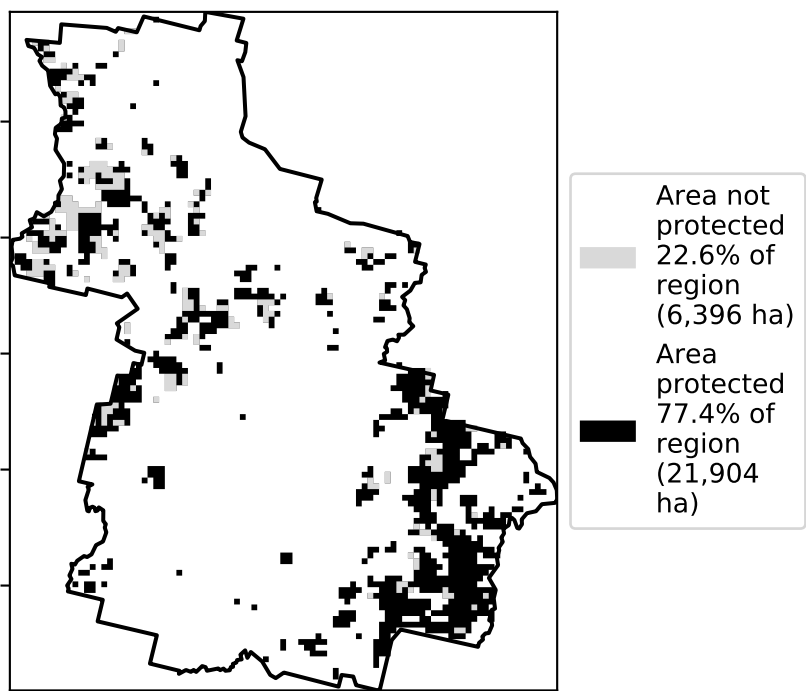 Area not
protected
22.6% of
region
(6,396 ha)
Area
protected
77.4% of
region
(21,904
ha)